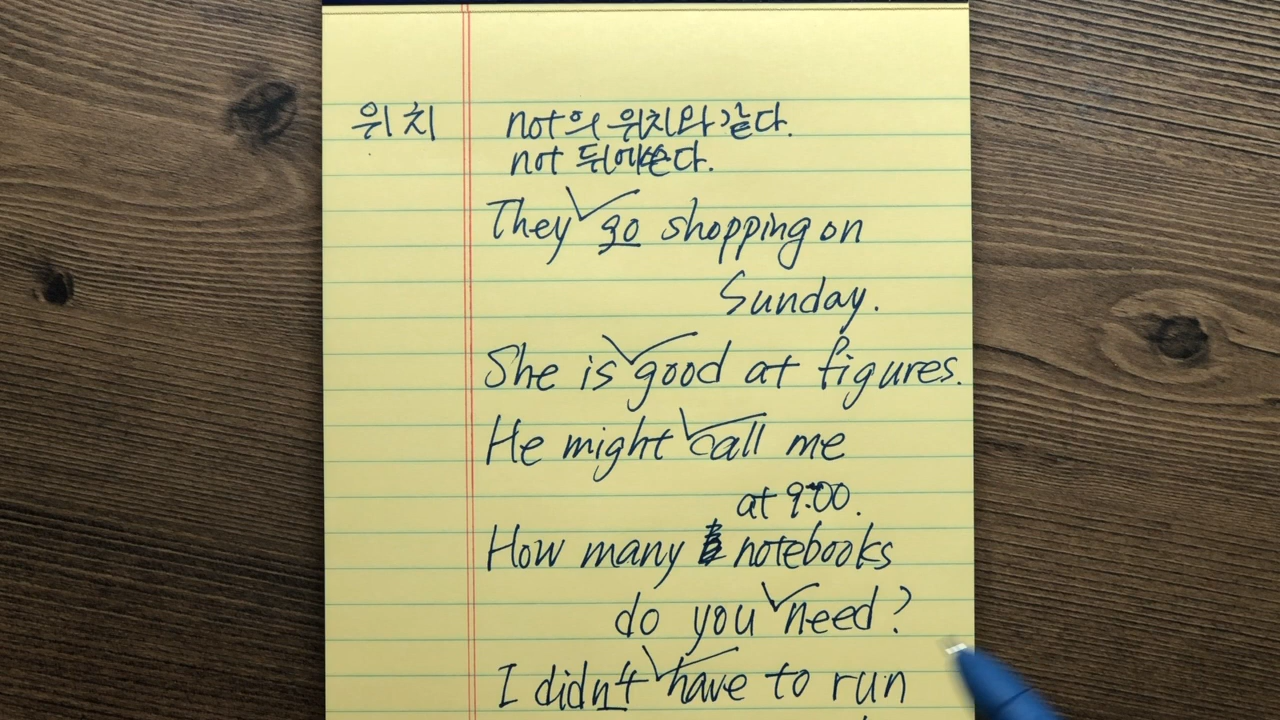 위치 not의 위치와 같다.
not 뒤에 쓴다.
They go shopping on
Sunday.
She is good at figures.
He might call me
at 9:00.
How many notebooks
do you need?
I didn't have to run